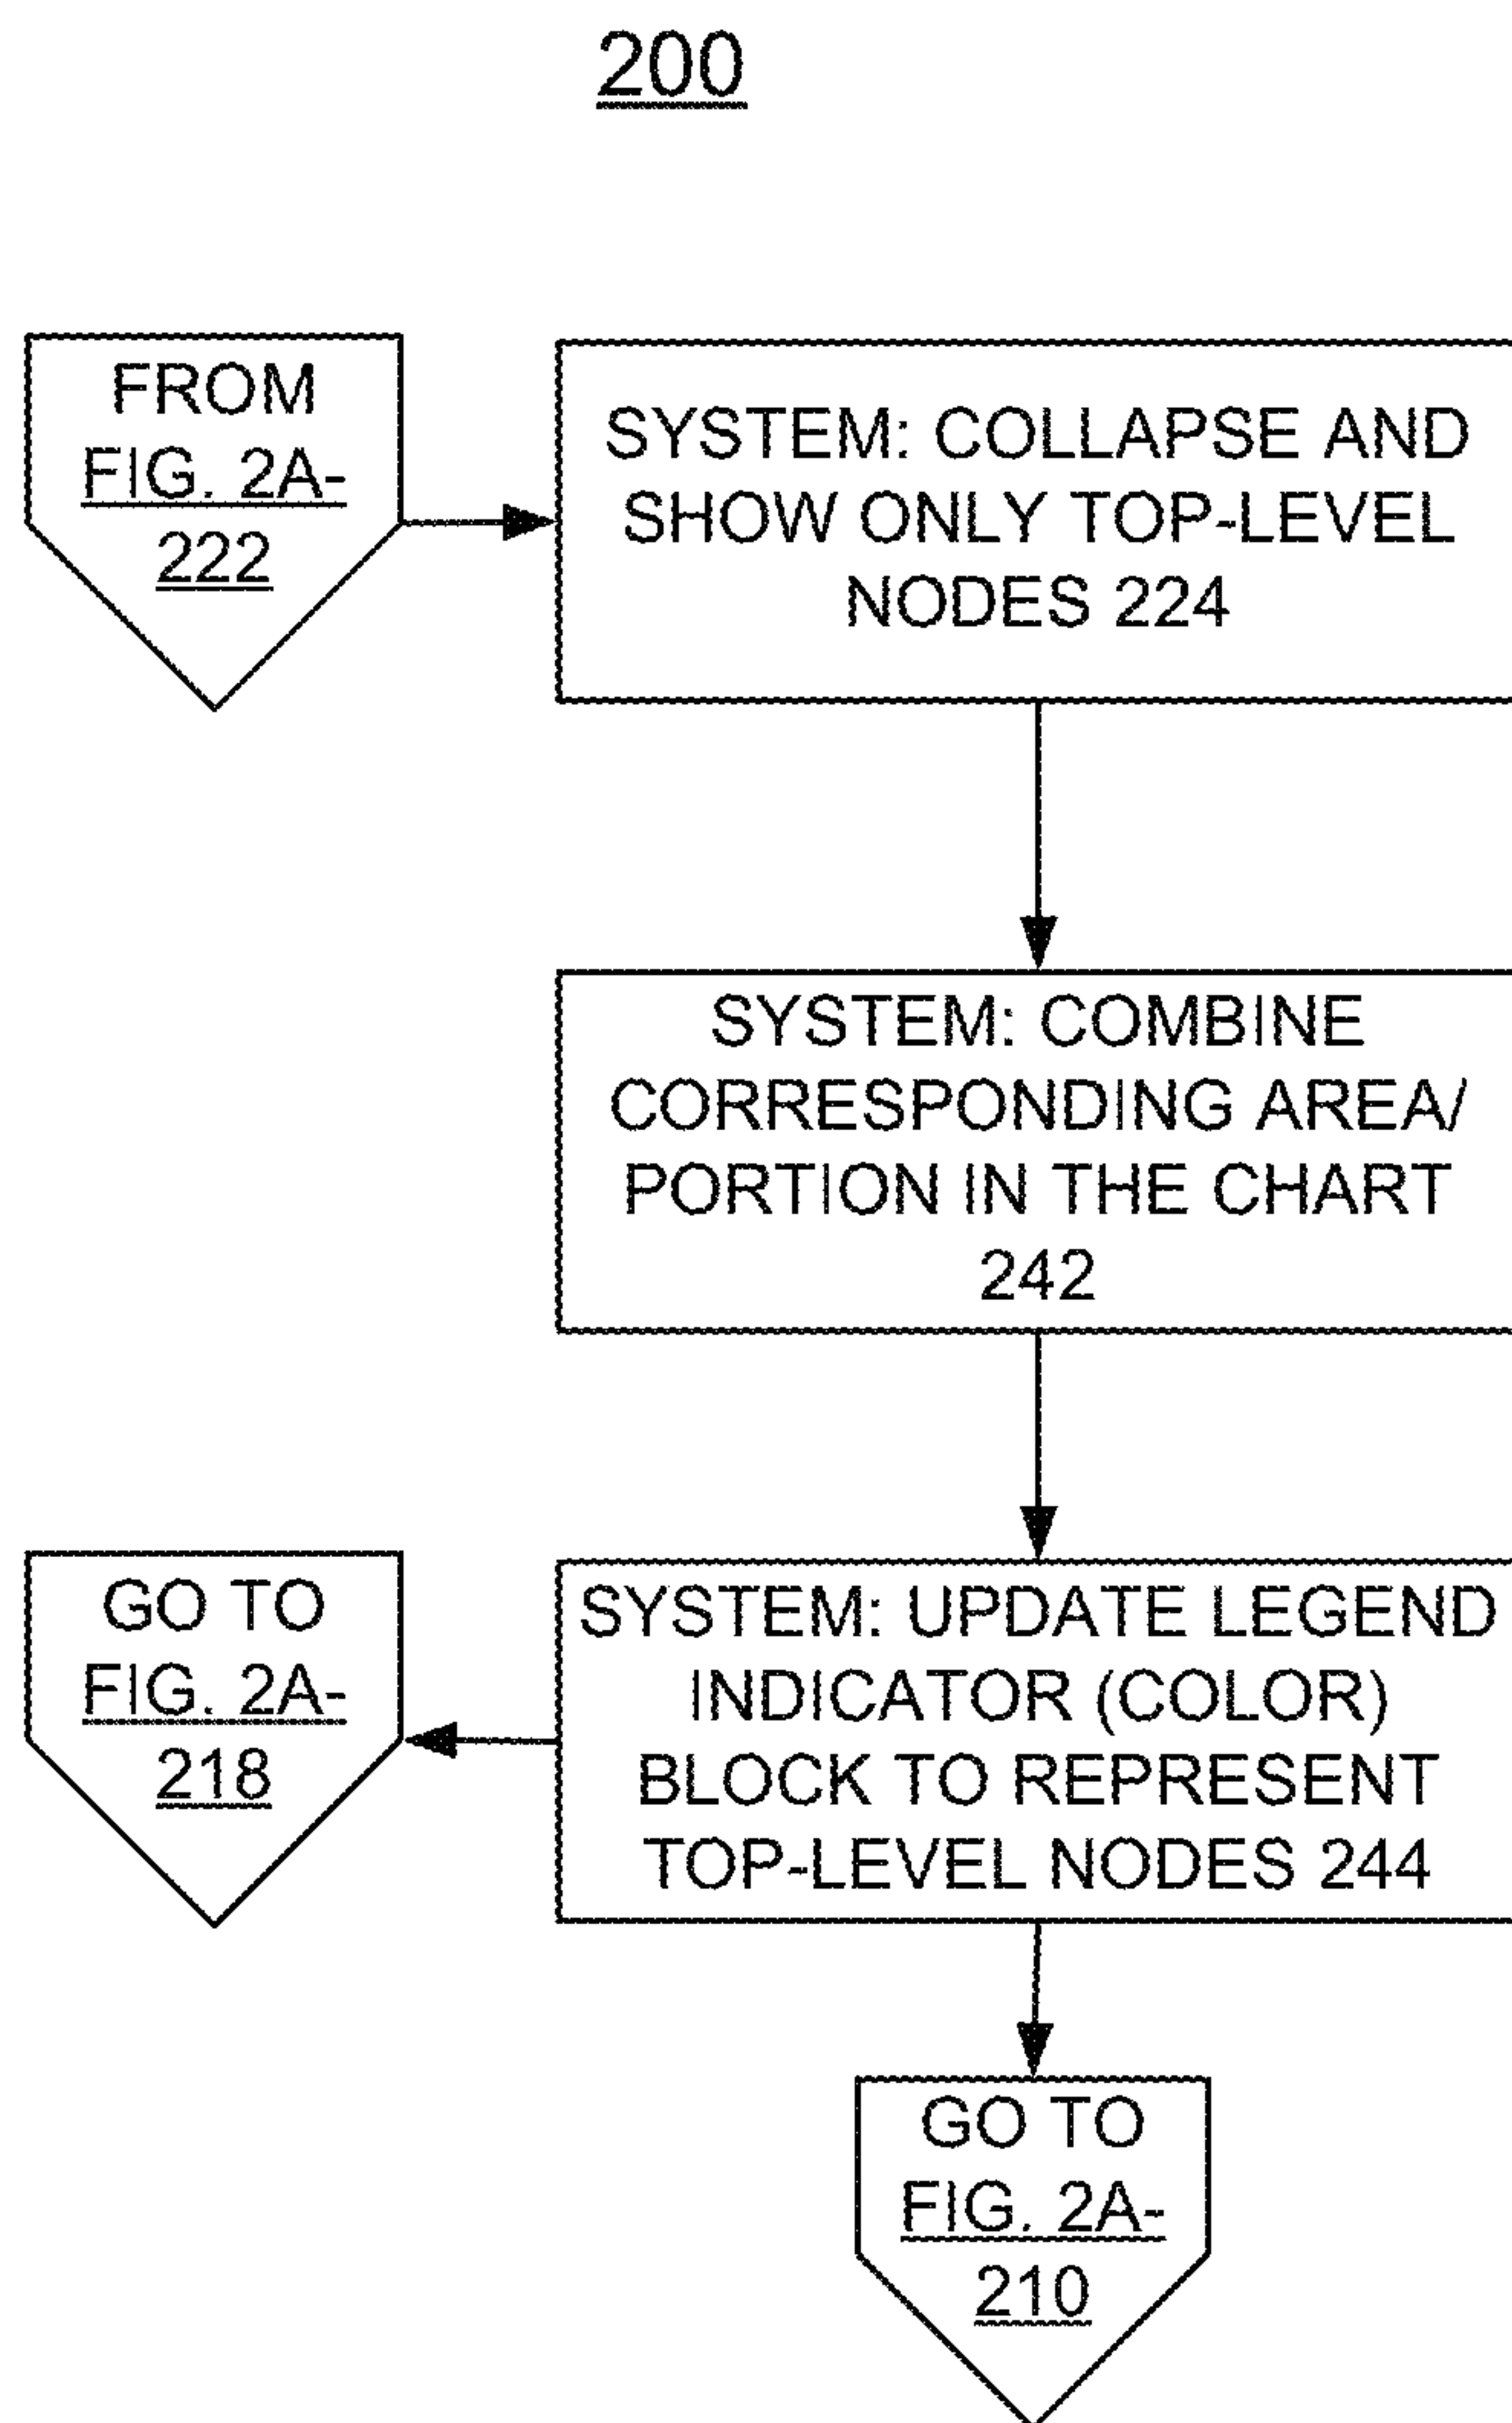 200
FROM
FIG. 2A-
222
SYSTEM: COLLAPSE AND
SHOW ONLY TOP-LEVEL
NODES 224
SYSTEM: COMBINE
CORRESPONDING AREA/
PORTION IN THE CHART
242
GO TO
FIG. 2A-
218
SYSTEM: UPDATE LEGEND
INDICATOR (COLOR)
BLOCK TO REPRESENT
TOP-LEVEL NODES 244
GO TO
FIG. 2A-
210